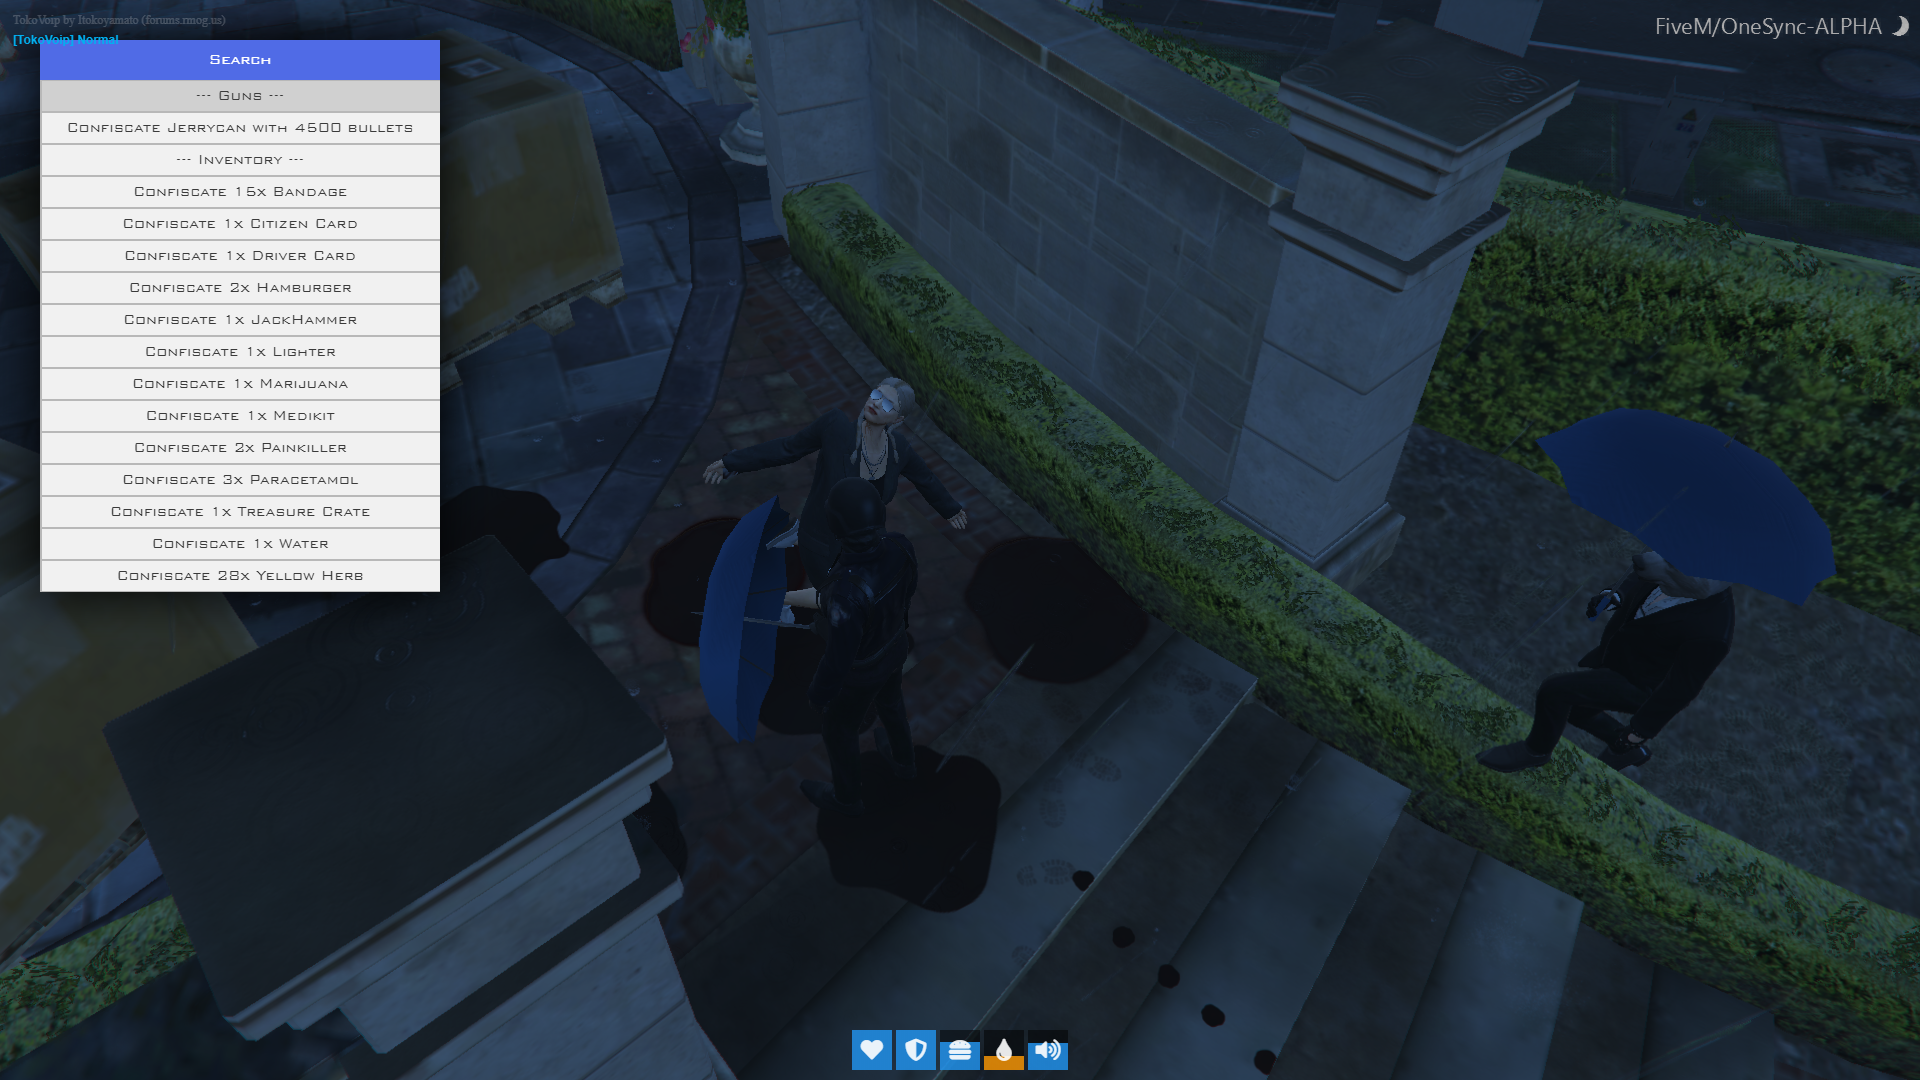 TokoVoip by Itokoyamato (forums.rmog.us)
[TokoVoip] Normal
FiveM/OneSync-ALPHA
Search
--- Guns ---
Confiscate Jerrycan with 4500 bullets
--- Inventory ---
Confiscate 15x Bandage
Confiscate 1x Citizen Card
Confiscate 1x Driver Card
Confiscate 2x Hamburger
Confiscate 1x JackHammer
Confiscate 1x Lighter
Confiscate 1x Marijuana
Confiscate 1x Medikit
Confiscate 2x Painkiller
Confiscate 3x Paracetamol
Confiscate 1x Treasure Crate
Confiscate 1x Water
Confiscate 28x Yellow Herb